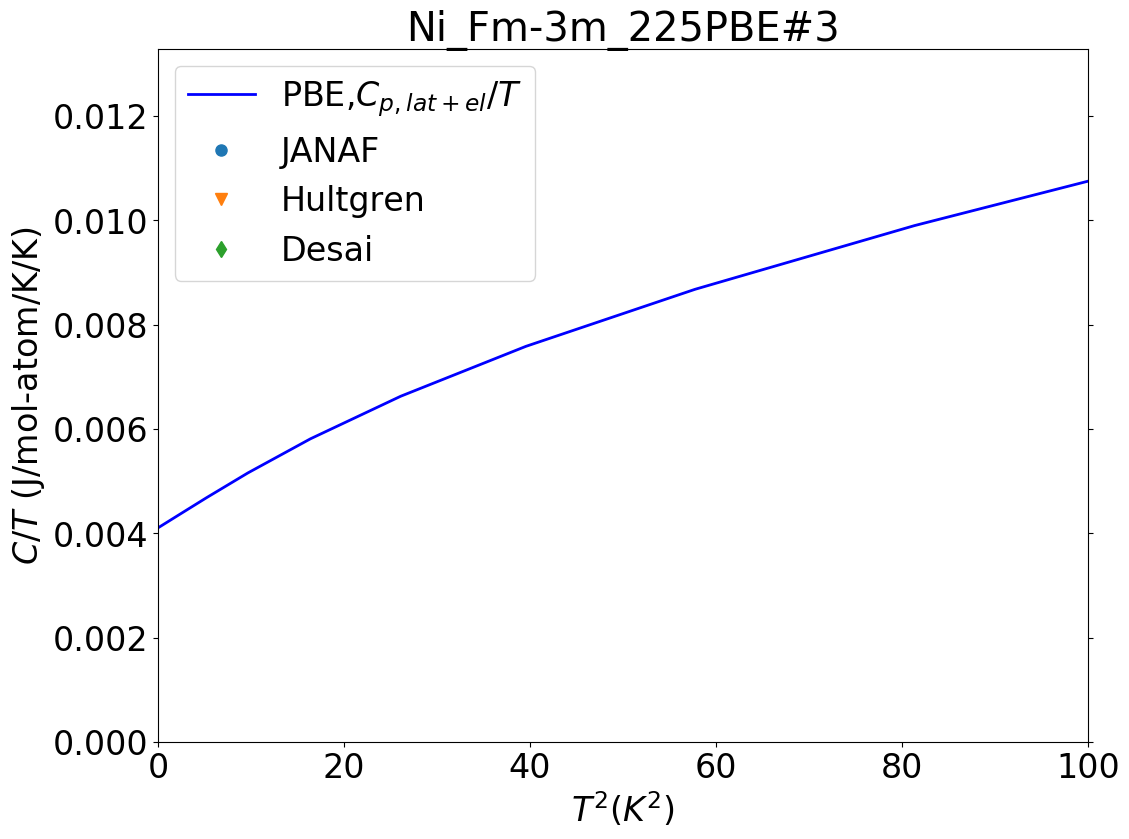 Ni_Fm-3m_225PBE#3
PBE,C_{p, lat+el}/T
JANAF
Hultgren
Desai
0.012
0.010
0.008
0.006
0.004
0.002
0.000
C/T (J/mol-atom/K/K)
0 20 40 60 80 100
T^2(K^2)